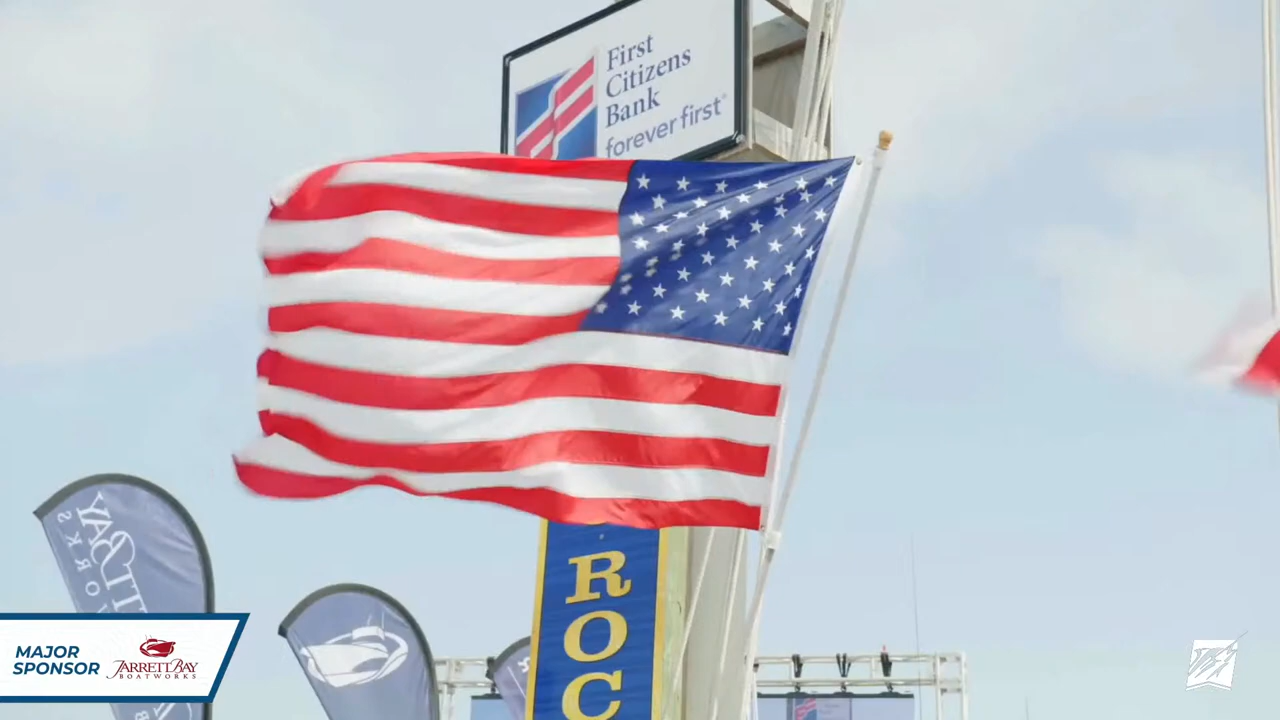 First
Citizens
Bank
forever first
R
O
C
MAJOR
SPONSOR
JARRETT BAY
BOATWORKS